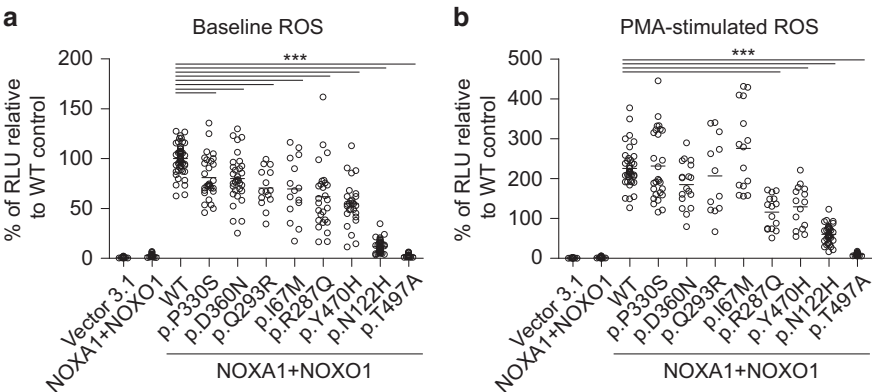 a
Baseline ROS
% of RLU relative
to WT control
200
150
100
50
0
***
Vector 3.1
NOXA1+NOXO1
WT
p.P330S
p.D360N
p.Q293R
p.I67M
p.R287Q
p.Y470H
p.N122H
p.T497A
NOXA1+NOXO1
b
PMA-stimulated ROS
% of RLU relative
to WT control
500
400
300
200
100
0
***
Vector 3.1
NOXA1+NOXO1
WT
p.P330S
p.D360N
p.Q293R
p.I67M
p.R287Q
p.Y470H
p.N122H
p.T497A
NOXA1+NOXO1